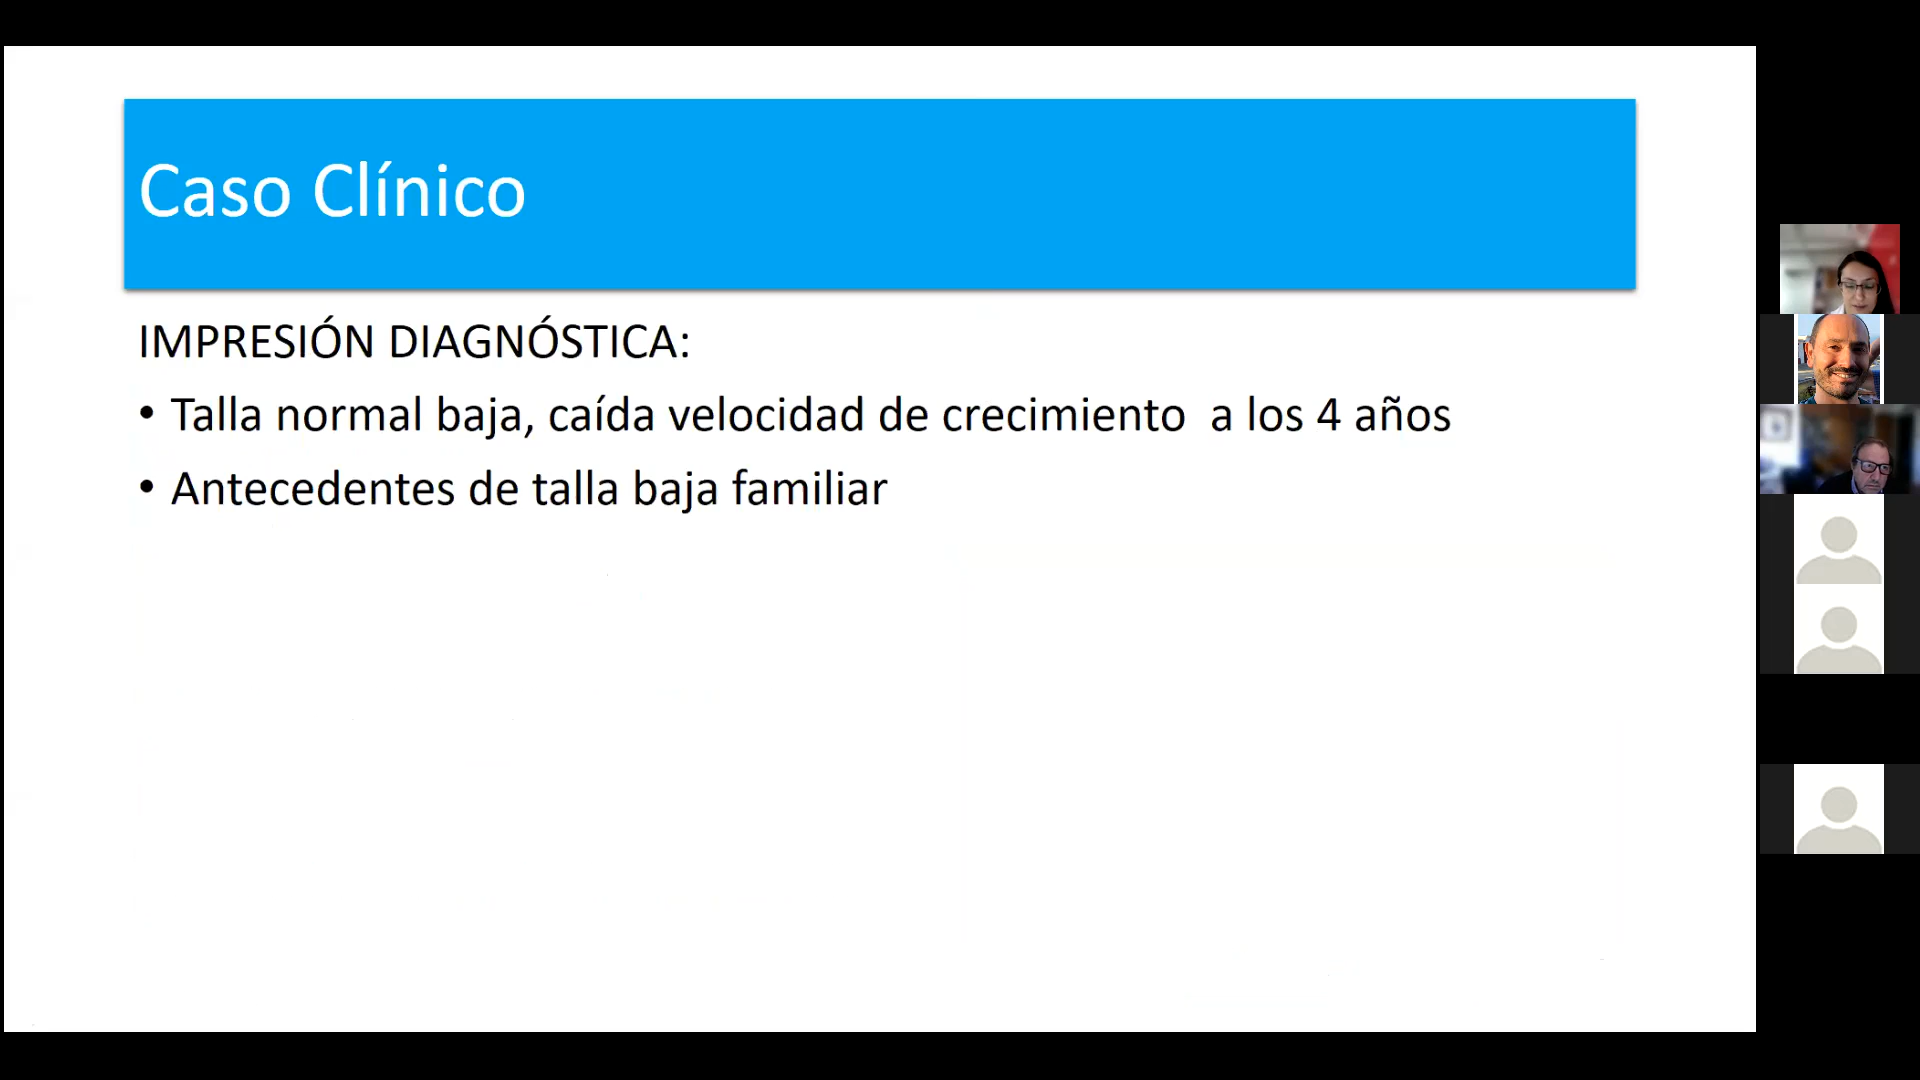 Caso Clínico
IMPRESIÓN DIAGNÓSTICA:
• Talla normal baja, caída velocidad de crecimiento  a los 4 años
• Antecedentes de talla baja familiar